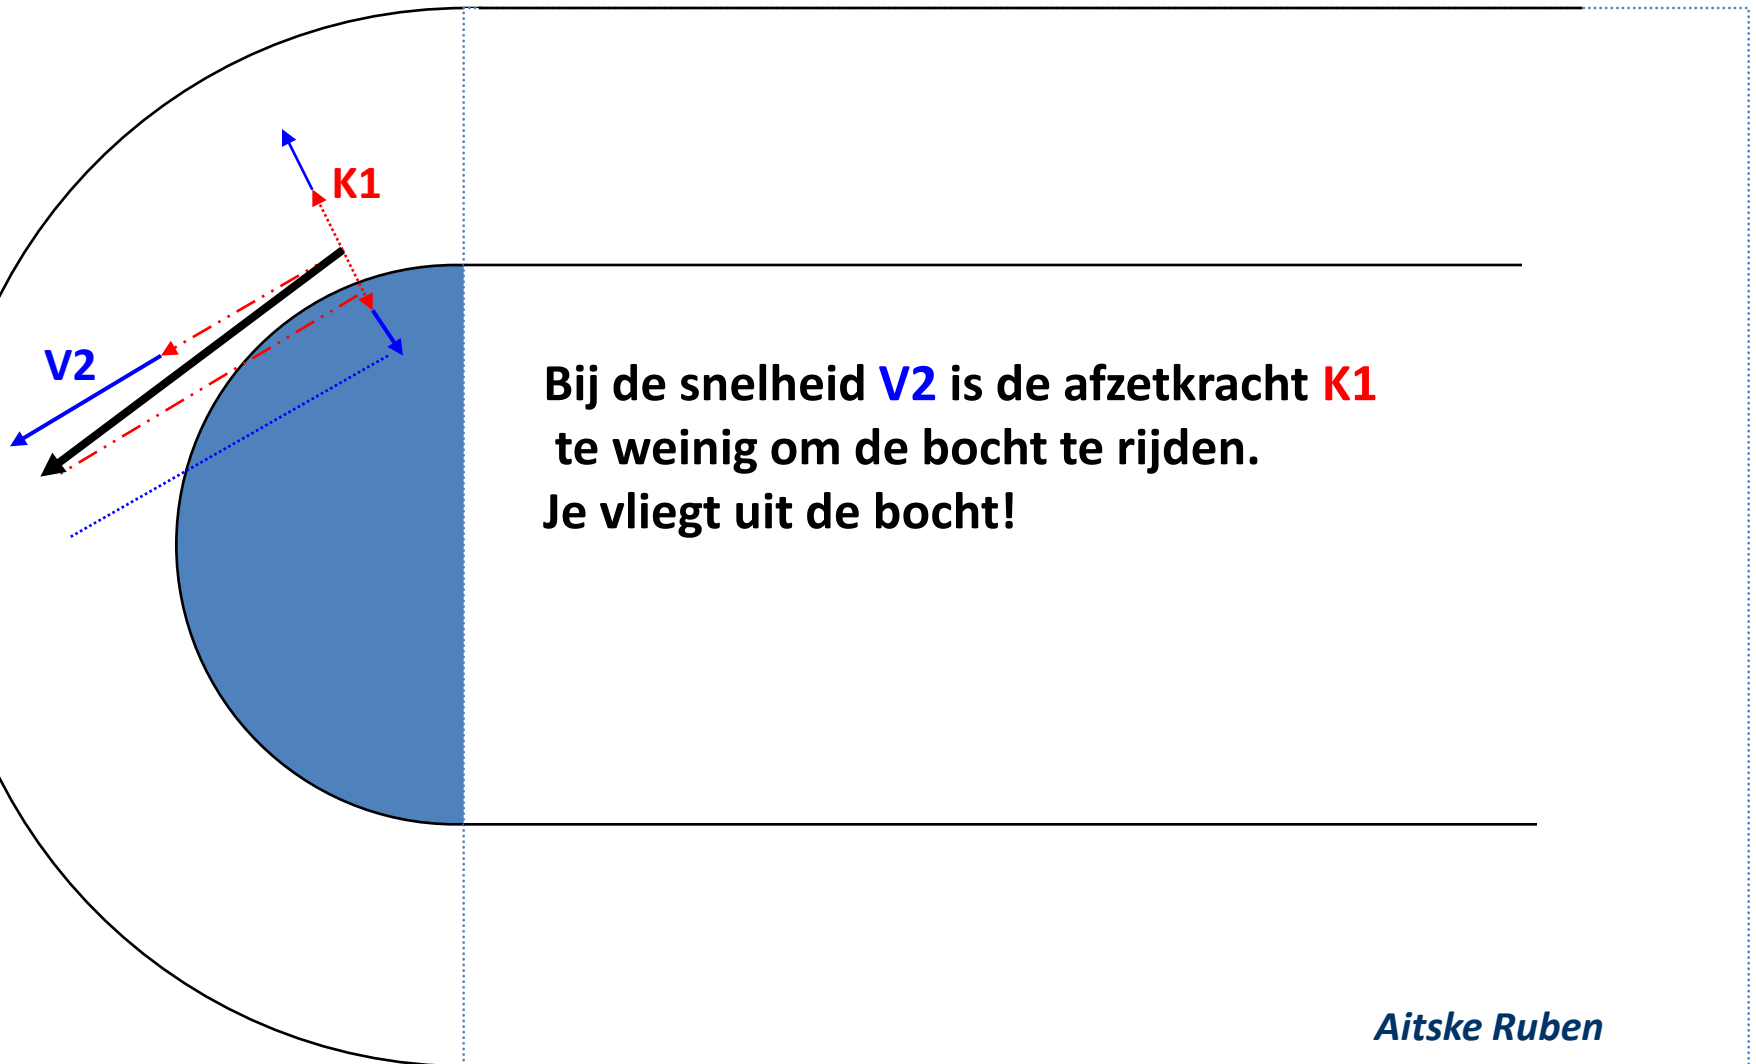 K1
V2
Bij de snelheid V2 is de afzetkracht K1
te weinig om de bocht te rijden.
Je vliegt uit de bocht!
Aitske Ruben